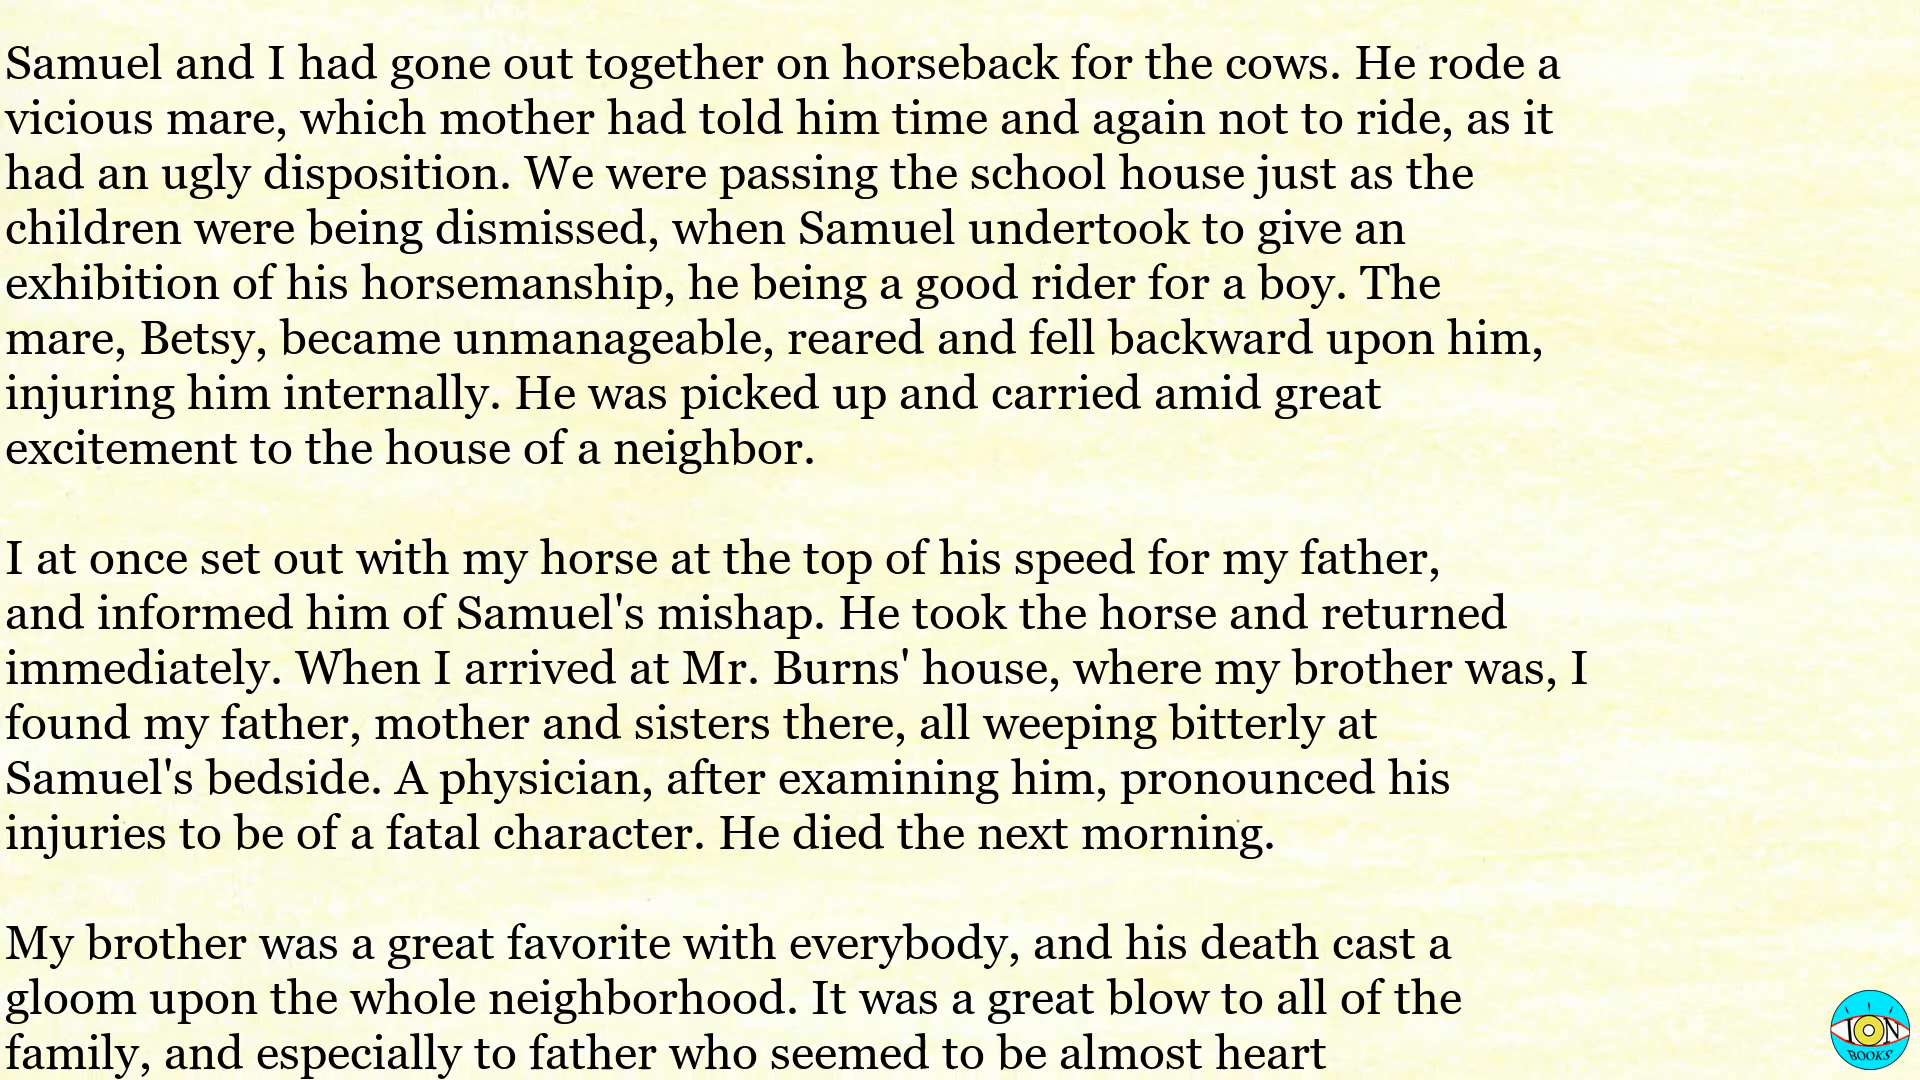 Samuel and I had gone out together on horseback for the cows. He rode a
vicious mare, which mother had told him time and again not to ride, as it
had an ugly disposition. We were passing the school house just as the
children were being dismissed, when Samuel undertook to give an
exhibition of his horsemanship, he being a good rider for a boy. The
mare, Betsy, became unmanageable, reared and fell backward upon him,
injuring him internally. He was picked up and carried amid great
excitement to the house of a neighbor.
I at once set out with my horse at the top of his speed for my father,
and informed him of Samuel's mishap. He took the horse and returned
immediately. When I arrived at Mr. Burns' house, where my brother was, I
found my father, mother and sisters there, all weeping bitterly at
Samuel's bedside. A physician, after examining him, pronounced his
injuries to be of a fatal character. He died the next morning.
My brother was a great favorite with everybody, and his death cast a
gloom upon the whole neighborhood. It was a great blow to all of the
family, and especially to father who seemed to be almost heart
ION
BOOKS